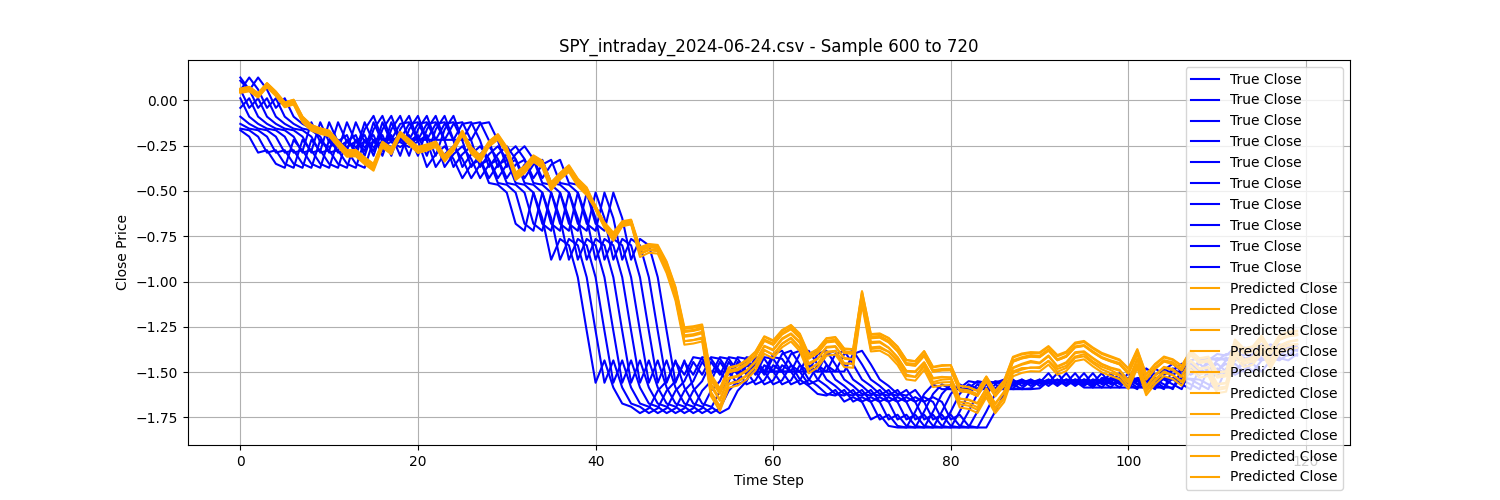 SPY_intraday_2024-06-24.csv - Sample 600 to 720
Close Price
0.00
−0.25
−0.50
−0.75
−1.00
−1.25
−1.50
−1.75
0
20
40
60
80
100
120
Time Step
True Close
True Close
True Close
True Close
True Close
True Close
True Close
True Close
True Close
True Close
Predicted Close
Predicted Close
Predicted Close
Predicted Close
Predicted Close
Predicted Close
Predicted Close
Predicted Close
Predicted Close
Predicted Close